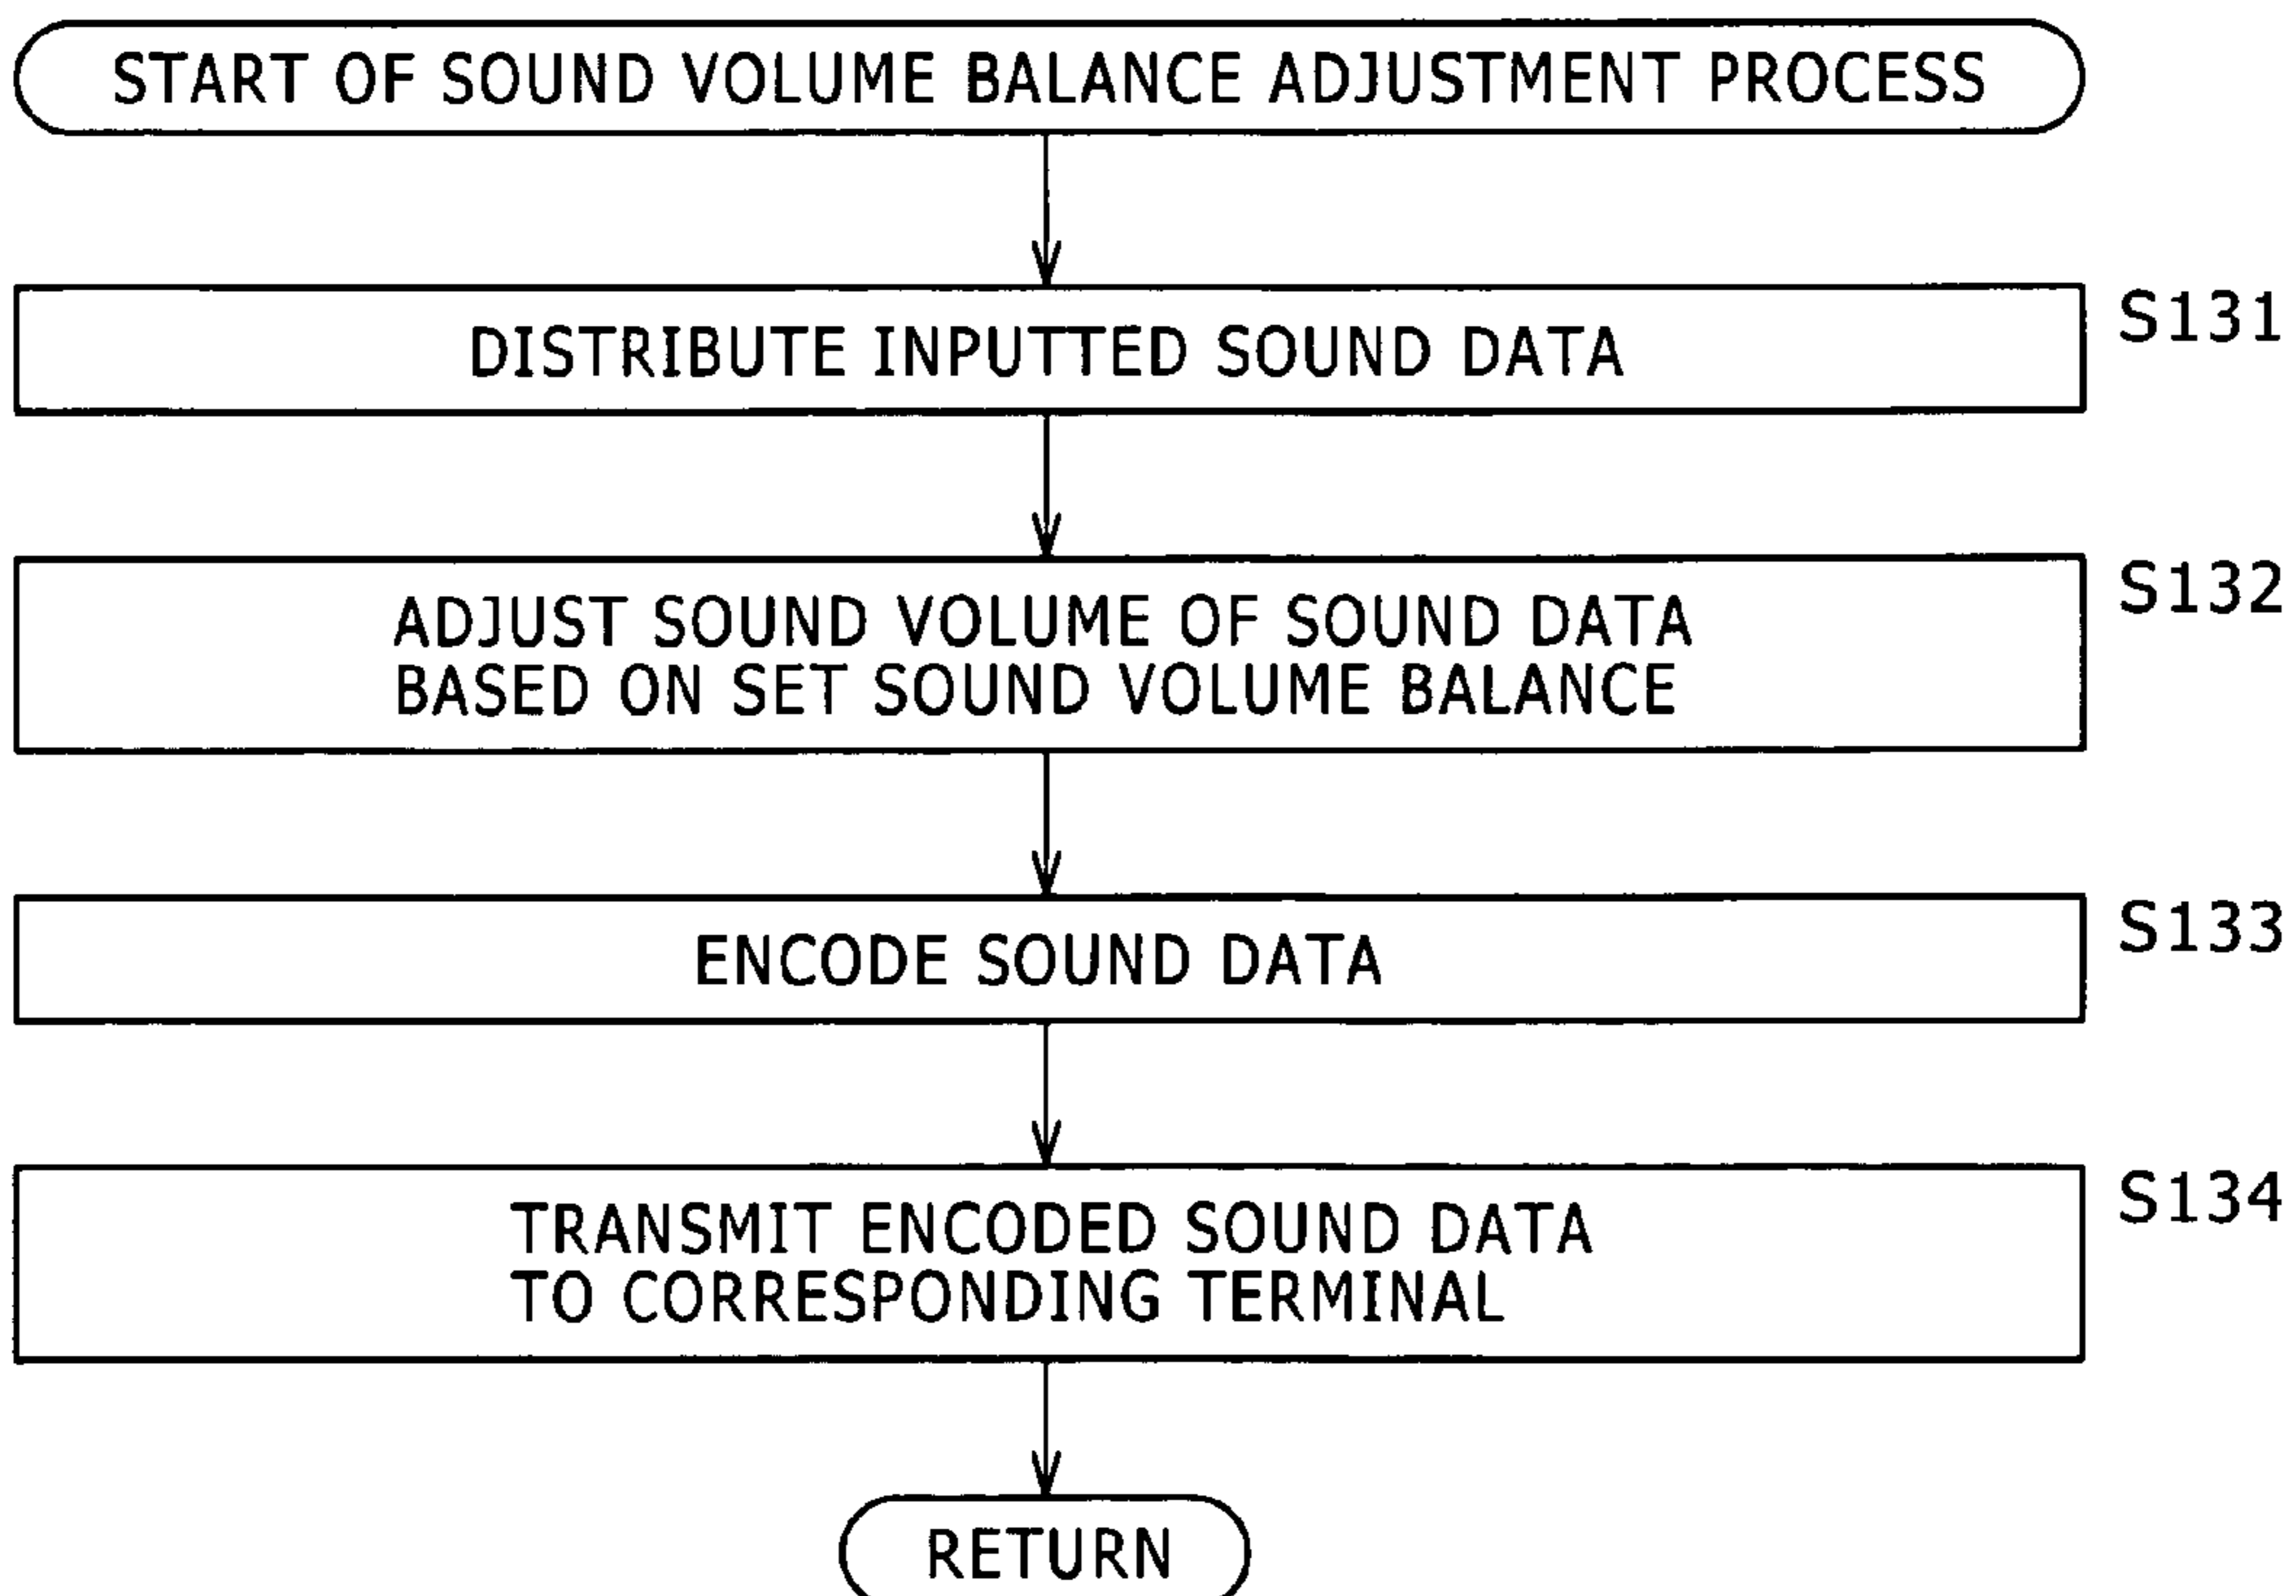 START OF SOUND VOLUME BALANCE ADJUSTMENT PROCESS
DISTRIBUTE INPUTTED SOUND DATA
S131
ADJUST SOUND VOLUME OF SOUND DATA
BASED ON SET SOUND VOLUME BALANCE
S132
ENCODE SOUND DATA
S133
TRANSMIT ENCODED SOUND DATA
TO CORRESPONDING TERMINAL
S134
RETURN